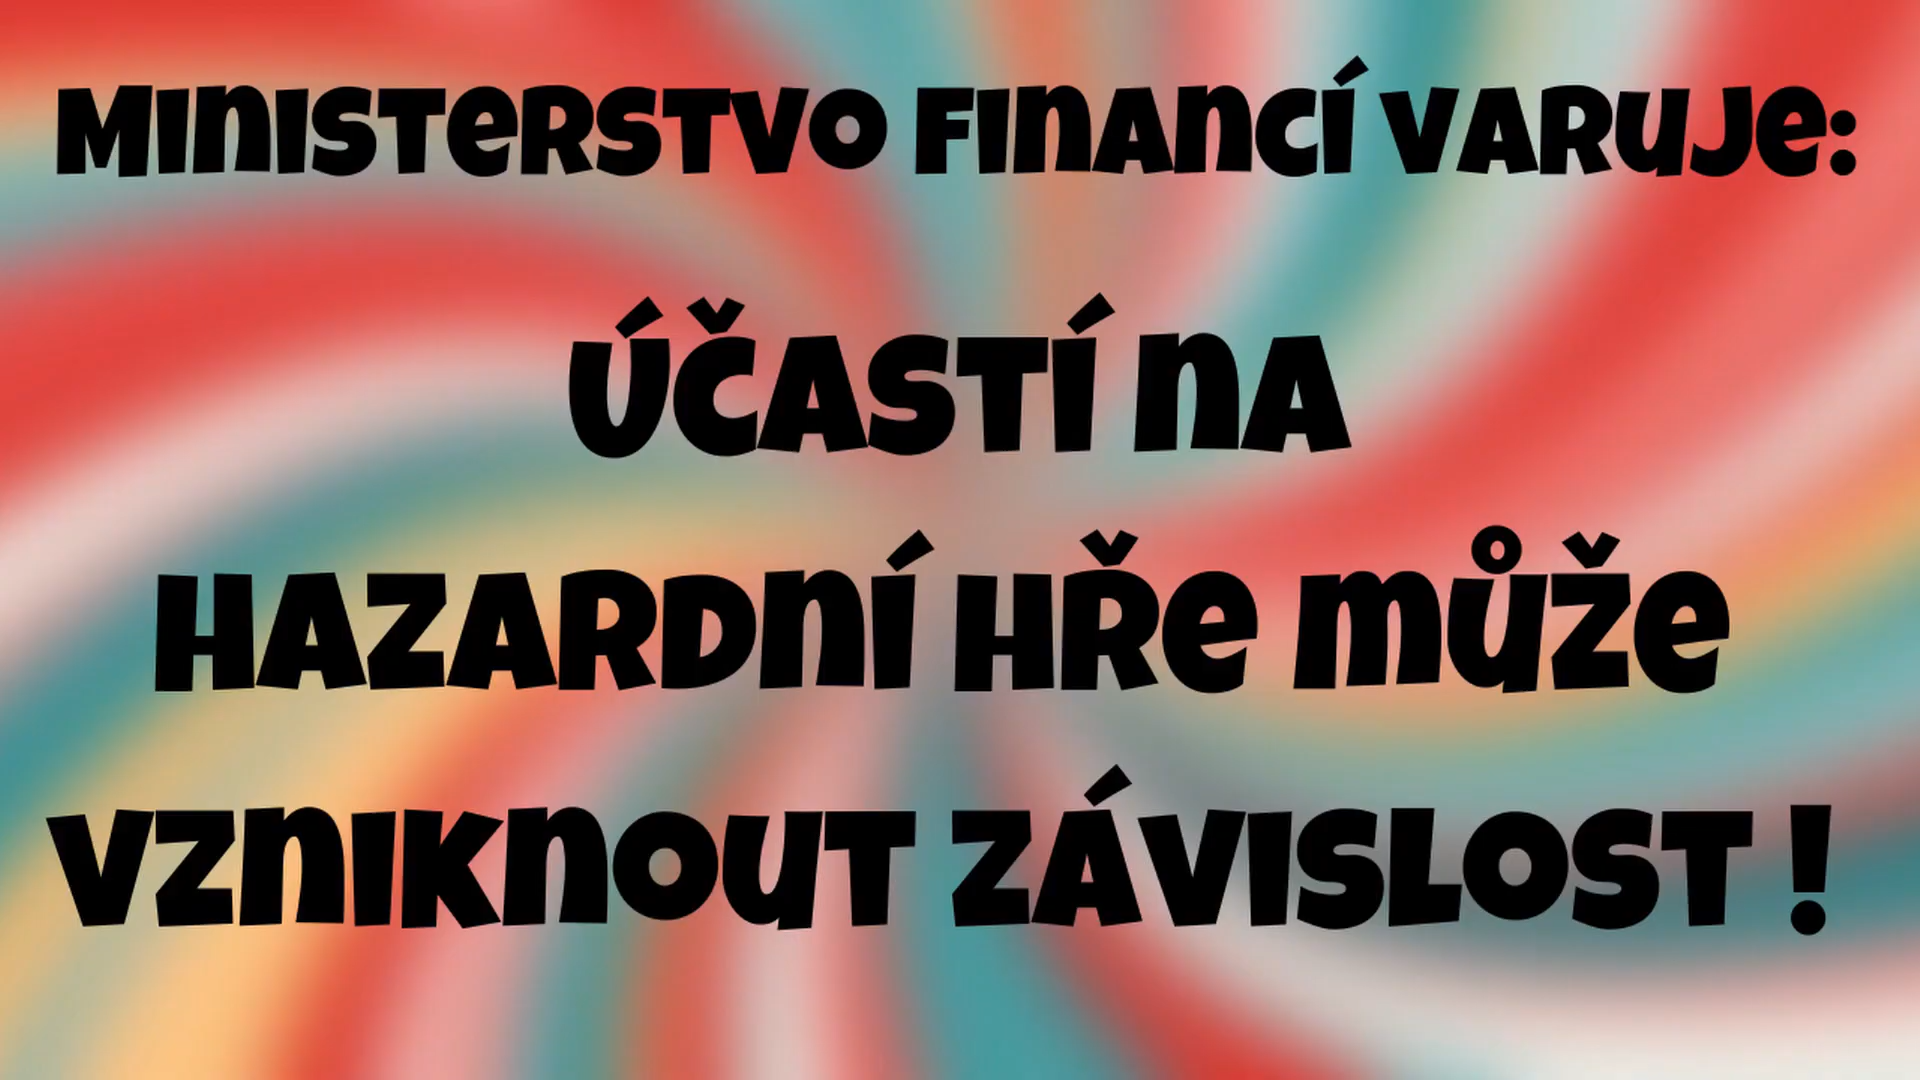 Ministerstvo financí varuje:
Účastí na
hazardní hře může
vzniknout závislost !